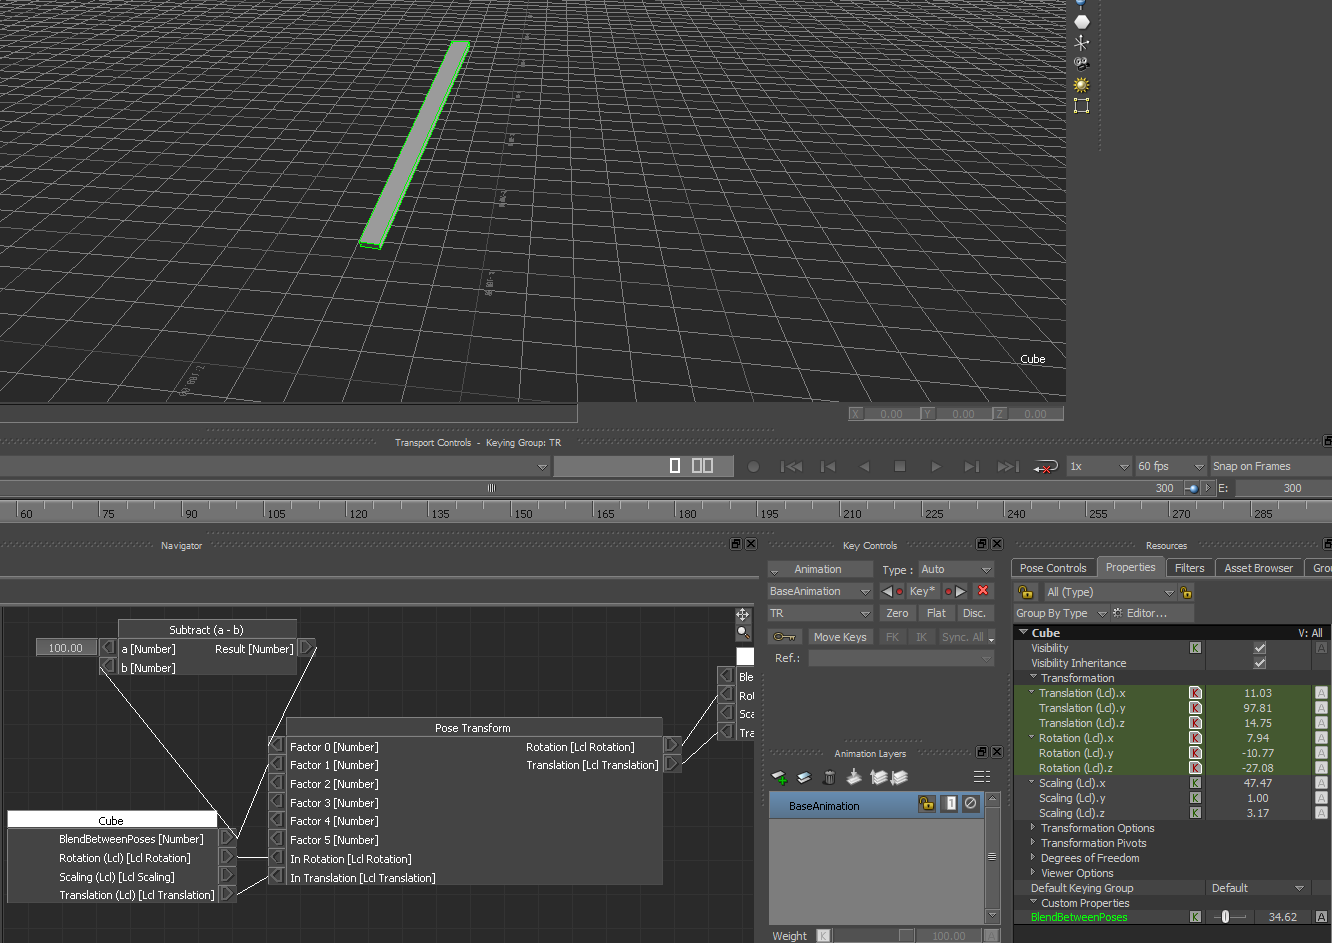 Cube
X 0.00 Y 0.00 Z 0.00
Transport Controls - Keying Group: TR
1x 60 fps Snap on Frames
300 E: 300
60 75 90 105 120 135 150 165 180 195 210 225 240 255 270 285
Navigator
Subtract (a - b)
100.00 a [Number] Result [Number]
b [Number]
Pose Transform
Factor 0 [Number] Rotation [Lcl Rotation]
Factor 1 [Number] Translation [Lcl Translation]
Factor 2 [Number]
Factor 3 [Number]
Factor 4 [Number]
Factor 5 [Number]
In Rotation [Lcl Rotation]
In Translation [Lcl Translation]
Cube
BlendBetweenPoses [Number]
Rotation (Lcl) [Lcl Rotation]
Scaling (Lcl) [Lcl Scaling]
Translation (Lcl) [Lcl Translation]
Ble
Rot
Sca
Tra
Key Controls
Animation Type : Auto
BaseAnimation Key*
TR Zero Flat Disc.
Move Keys FK IK Sync. All
Ref.:
Animation Layers
BaseAnimation 1
Weight K 100.00 A
Resources
Pose Controls Properties Filters Asset Browser Grou
All (Type)
Group By Type Editor...
Cube V: All
Visibility K A
Visibility Inheritance
Transformation
Translation (Lcl).x K 11.03 A
Translation (Lcl).y K 97.81 A
Translation (Lcl).z K 14.75 A
Rotation (Lcl).x K 7.94 A
Rotation (Lcl).y K -10.77 A
Rotation (Lcl).z K -27.08 A
Scaling (Lcl).x K 47.47 A
Scaling (Lcl).y K 1.00 A
Scaling (Lcl).z K 3.17 A
Transformation Options
Transformation Pivots
Degrees of Freedom
Viewer Options
Default Keying Group Default
Custom Properties
BlendBetweenPoses K 34.62 A